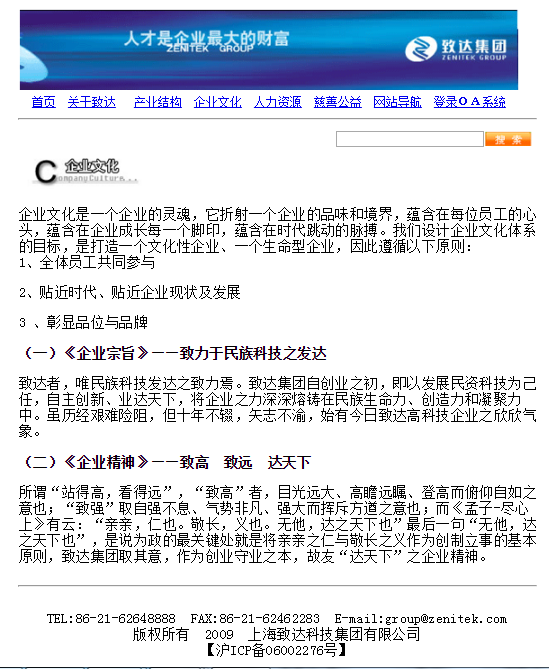 人才是企业最大的财富
ZENITEK GROUP
致达集团
ZENITEK GROUP
首页 关于致达 产业结构 企业文化 人力资源 慈善公益 网站导航 登录OA系统
搜 索
企业文化
CompanyCulture...
企业文化是一个企业的灵魂，它折射一个企业的品味和境界，蕴含在每位员工的心
头，蕴含在企业成长每一个脚印，蕴含在时代跳动的脉搏。我们设计企业文化体系
的目标，是打造一个文化性企业、一个生命型企业，因此遵循以下原则：
1、全体员工共同参与
2、贴近时代、贴近企业现状及发展
3 、彰显品位与品牌
（一）《企业宗旨》－－致力于民族科技之发达
致达者，唯民族科技发达之致力焉。致达集团自创业之初，即以发展民资科技为己
任，自主创新、业达天下，将企业之力深深熔铸在民族生命力、创造力和凝聚力
中。虽历经艰难险阻，但十年不辍，矢志不渝，始有今日致达高科技企业之欣欣气
象。
（二）《企业精神》－－致高 致远 达天下
所谓“站得高，看得远”，“致高”者，目光远大、高瞻远瞩、登高而俯仰自如之
意也；“致强”取自强不息、气势非凡、强大而挥斥方遒之意也；而《孟子-尽心
上》有云：“亲亲，仁也。敬长，义也。无他，达之天下也”最后一句“无他，达
之天下也”，是说为政的最关键处就是将亲亲之仁与敬长之义作为创制立事的基本
原则，致达集团取其意，作为创业守业之本，故友“达天下”之企业精神。
TEL:86-21-62648888 FAX:86-21-62462283 E-mail:group@zenitek.com
版权所有 2009 上海致达科技集团有限公司
【沪ICP备06002276号】